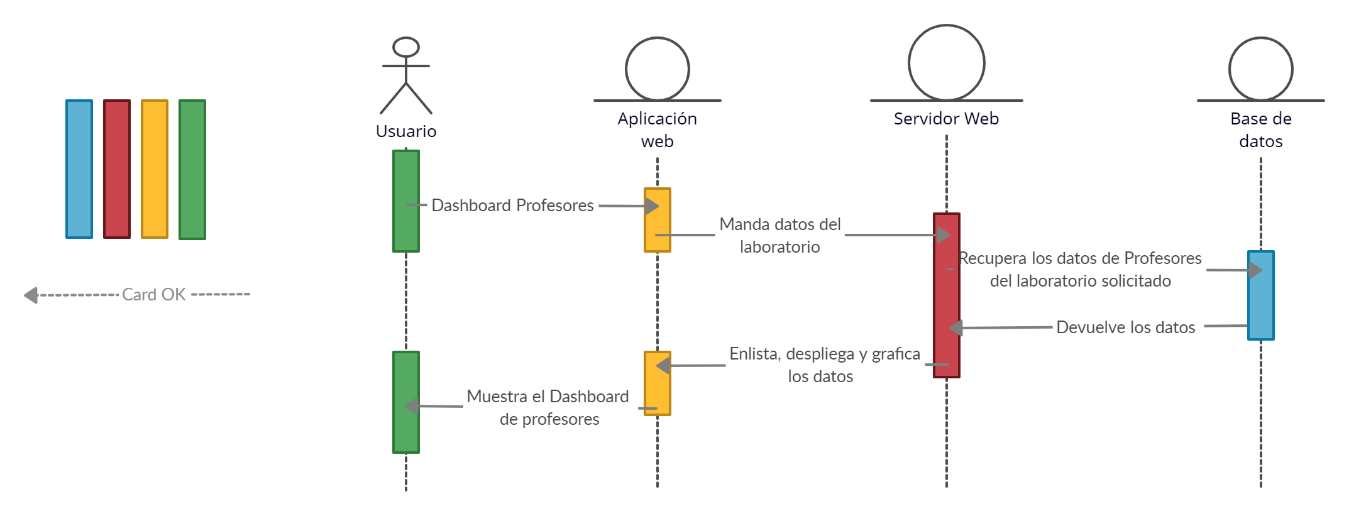 Usuario
Aplicación
web
Servidor Web
Base de
datos
Dashboard Profesores
Manda datos del
laboratorio
Recupera los datos de Profesores
del laboratorio solicitado
Card OK
Devuelve los datos
Enlista, despliega y grafica
los datos
Muestra el Dashboard
de profesores